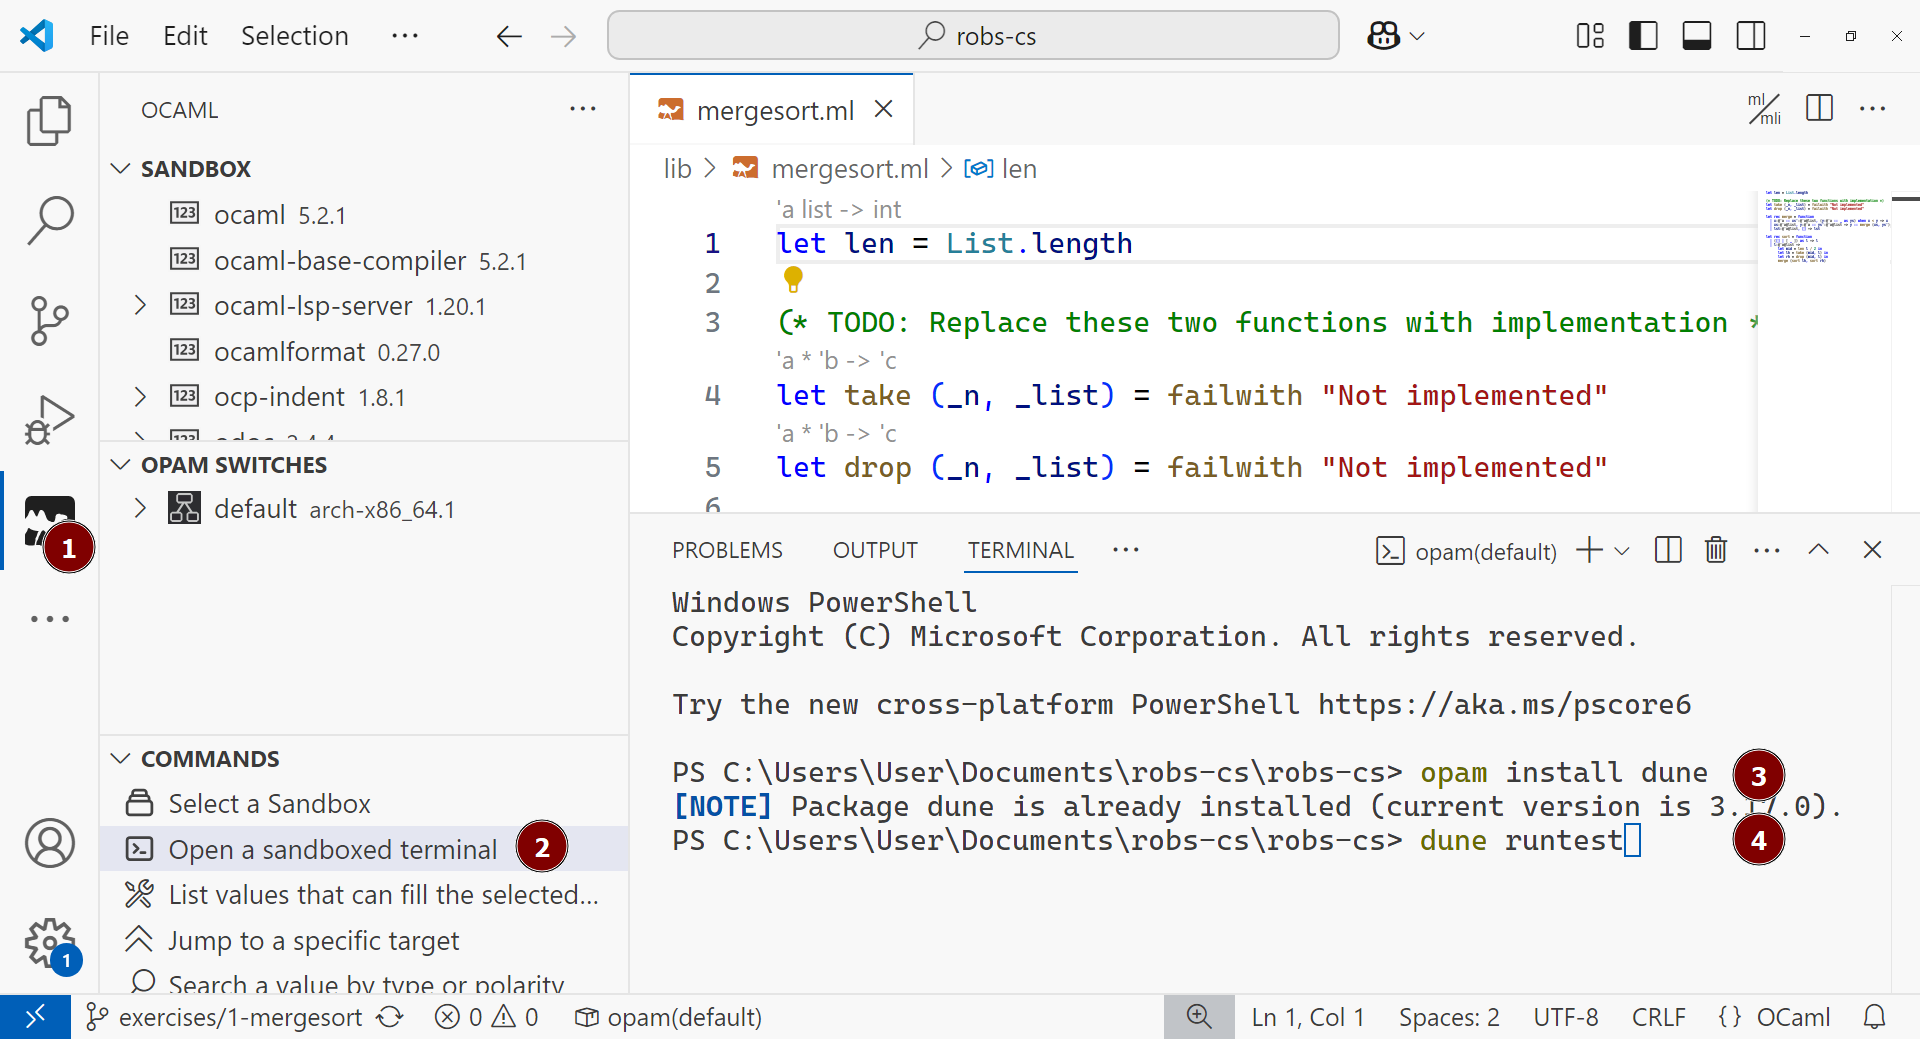 File Edit Selection ···
robs-cs
OCAML
SANDBOX
ocaml 5.2.1
ocaml-base-compiler 5.2.1
ocaml-lsp-server 1.20.1
ocamlformat 0.27.0
ocp-indent 1.8.1
OPAM SWITCHES
default arch-x86_64.1
COMMANDS
Select a Sandbox
Open a sandboxed terminal
List values that can fill the selected...
Jump to a specific target
Search a value by type or polarity
1
2
1
mergesort.ml
ml/mli
lib > mergesort.ml > len
'a list -> int
1 let len = List.length
2
3 (* TODO: Replace these two functions with implementation *
'a * 'b -> 'c
4 let take (_n, _list) = failwith "Not implemented"
'a * 'b -> 'c
5 let drop (_n, _list) = failwith "Not implemented"
6
PROBLEMS OUTPUT TERMINAL ···
opam(default)
Windows PowerShell
Copyright (C) Microsoft Corporation. All rights reserved.
Try the new cross-platform PowerShell https://aka.ms/pscore6
PS C:\Users\User\Documents\robs-cs\robs-cs> opam install dune
3
[NOTE] Package dune is already installed (current version is 3.17.0).
PS C:\Users\User\Documents\robs-cs\robs-cs> dune runtest
4
exercises/1-mergesort 0 0 opam(default)
Ln 1, Col 1 Spaces: 2 UTF-8 CRLF {} OCaml